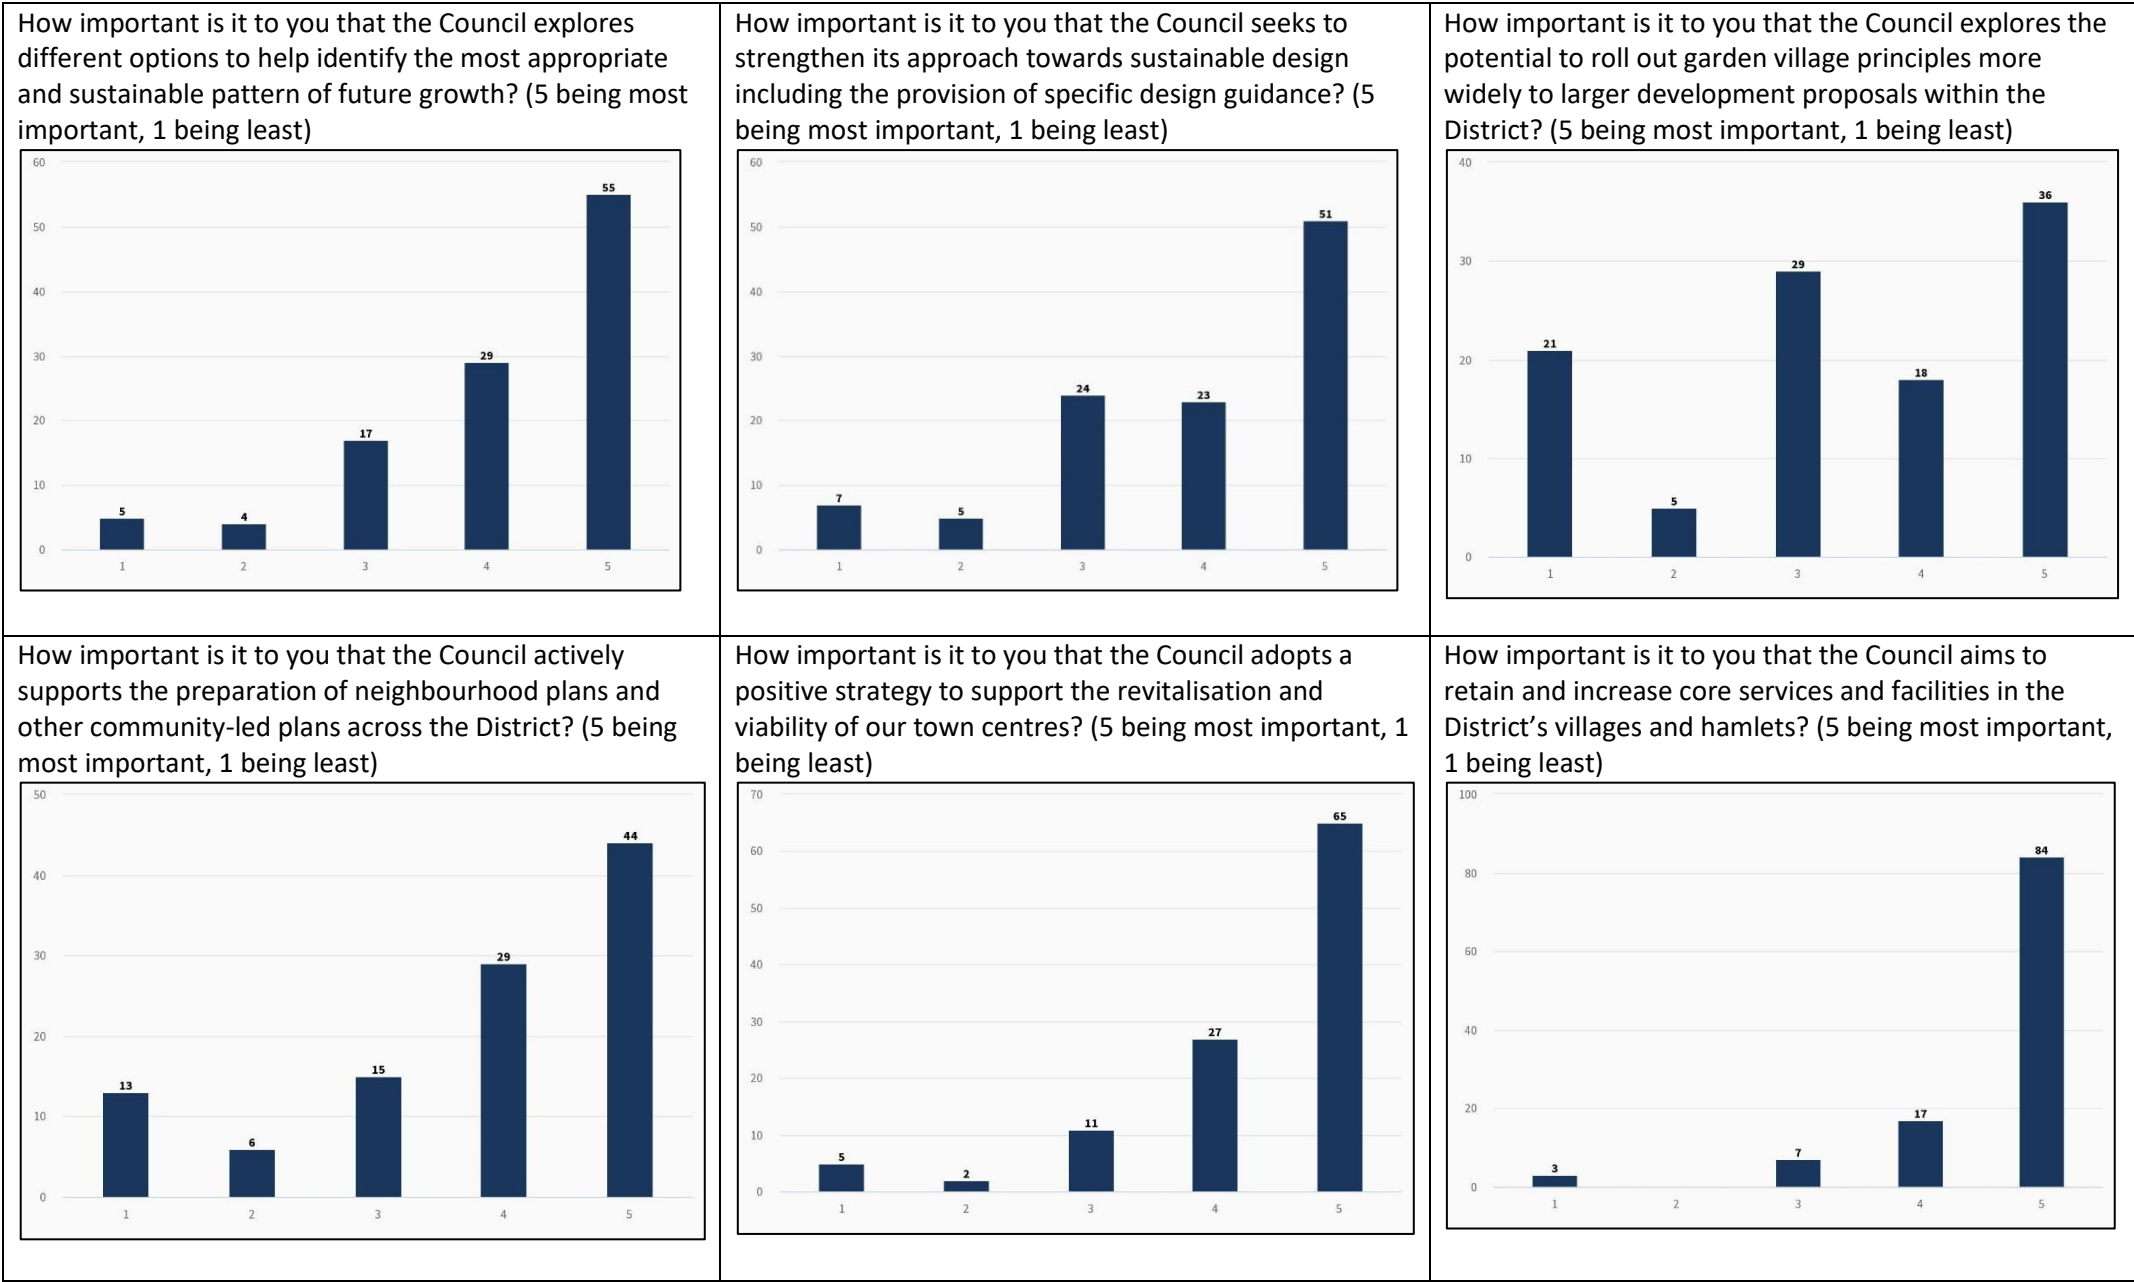 How important is it to you that the Council explores
different options to help identify the most appropriate
and sustainable pattern of future growth? (5 being most
important, 1 being least)
60
50
40
30
20
10
0
5
4
17
29
55
1 2 3 4 5
How important is it to you that the Council seeks to
strengthen its approach towards sustainable design
including the provision of specific design guidance? (5
being most important, 1 being least)
60
50
40
30
20
10
0
7
5
24
23
51
1 2 3 4 5
How important is it to you that the Council explores the
potential to roll out garden village principles more
widely to larger development proposals within the
District? (5 being most important, 1 being least)
40
30
20
10
0
21
5
29
18
36
1 2 3 4 5
How important is it to you that the Council actively
supports the preparation of neighbourhood plans and
other community-led plans across the District? (5 being
most important, 1 being least)
50
40
30
20
10
0
13
6
15
29
44
1 2 3 4 5
How important is it to you that the Council adopts a
positive strategy to support the revitalisation and
viability of our town centres? (5 being most important, 1
being least)
70
60
50
40
30
20
10
0
5
2
11
27
65
1 2 3 4 5
How important is it to you that the Council aims to
retain and increase core services and facilities in the
District’s villages and hamlets? (5 being most important,
1 being least)
100
80
60
40
20
0
3
7
17
84
1 2 3 4 5